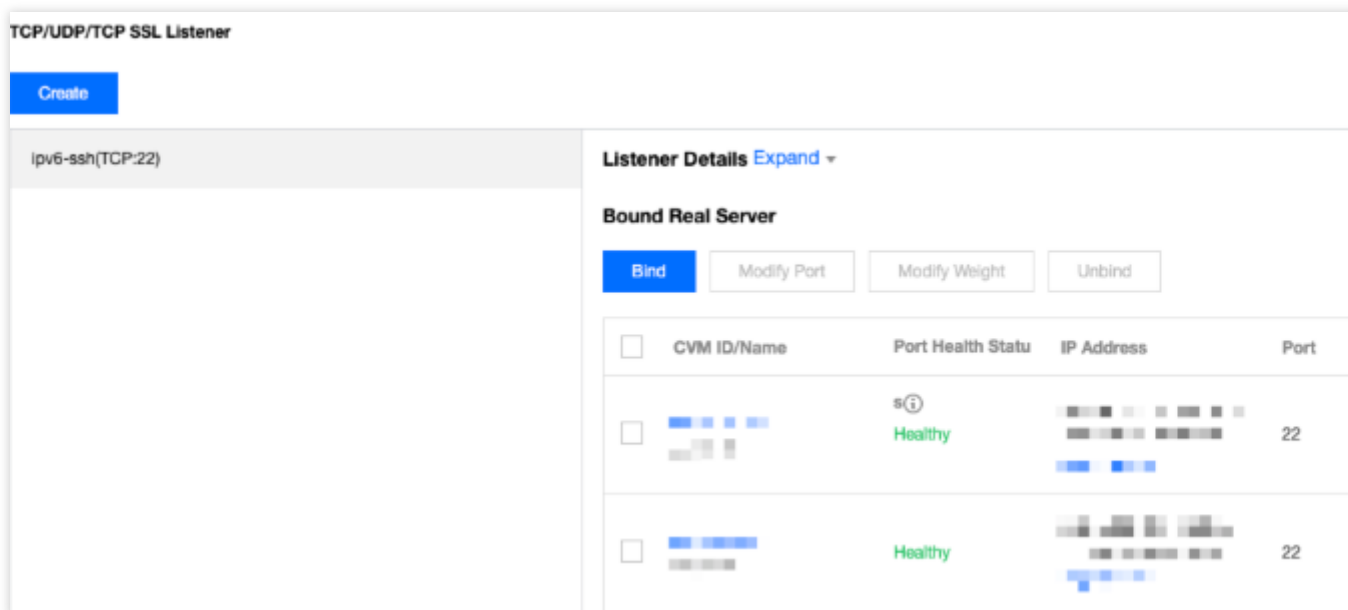 TCP/UDP/TCP SSL Listener
Create
ipv6-ssh(TCP:22)
Listener Details Expand
Bound Real Server
Bind Modify Port Modify Weight Unbind
CVM ID/Name Port Health Statu IP Address Port
s
Healthy 22
Healthy 22